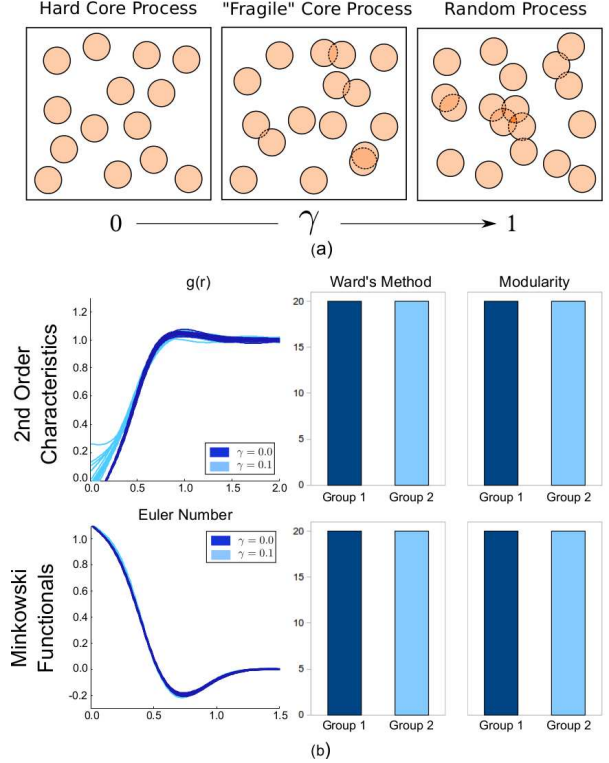 Hard Core Process
"Fragile" Core Process
Random Process
0
γ
1
(a)
g(r)
Ward's Method
Modularity
2nd Order
Characteristics
1.2
1.0
0.8
0.6
0.4
0.2
0.0
γ = 0.0
γ = 0.1
0.0 0.5 1.0 1.5 2.0
20
15
10
5
0
Group 1 Group 2
20
15
10
5
0
Group 1 Group 2
Euler Number
Minkowski
Functionals
1.0
0.8
0.6
0.4
0.2
0.0
-0.2
γ = 0.0
γ = 0.1
0.0 0.5 1.0 1.5
20
15
10
5
0
Group 1 Group 2
20
15
10
5
0
Group 1 Group 2
(b)